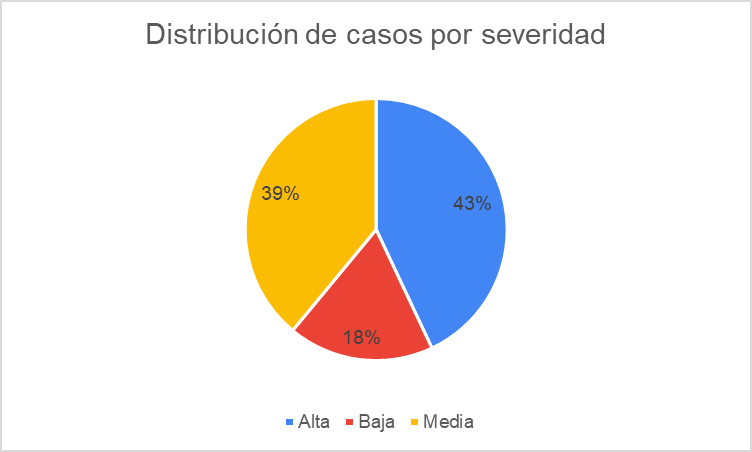 Distribución de casos por severidad
39%
43%
18%
Alta Baja Media